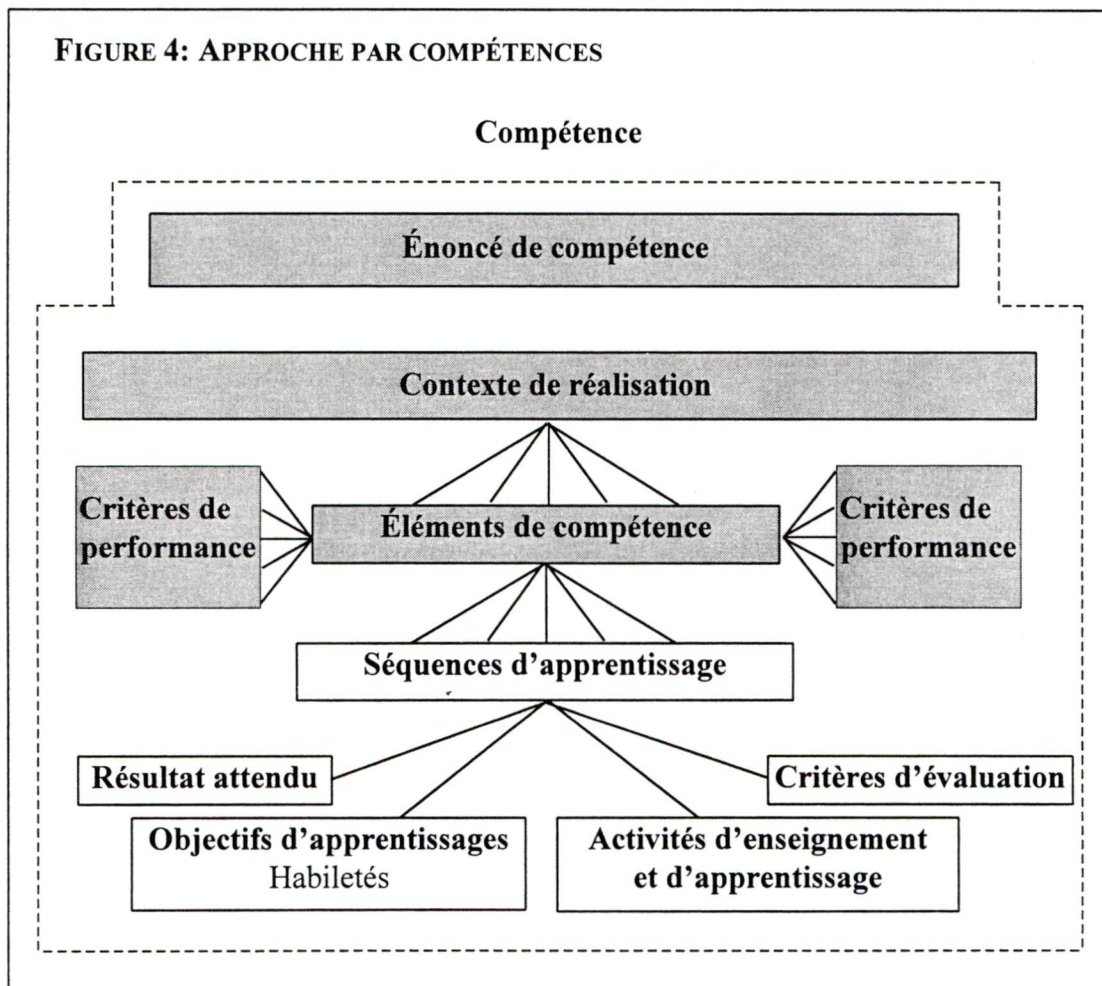 FIGURE 4: APPROCHE PAR COMPÉTENCES
Compétence
Énoncé de compétence
Contexte de réalisation
Critères de
performance
Éléments de compétence
Critères de
performance
Séquences d'apprentissage
Résultat attendu
Critères d'évaluation
Objectifs d'apprentissages
Habiletés
Activités d'enseignement
et d'apprentissage